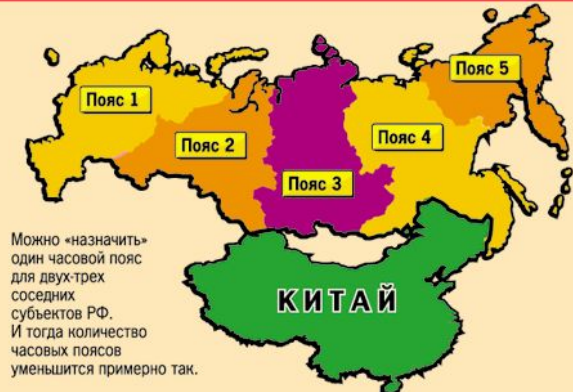 Пояс 1
Пояс 2
Пояс 3
Пояс 4
Пояс 5
КИТАЙ
Можно «назначить»
один часовой пояс
для двух-трех
соседних
субъектов РФ.
И тогда количество
часовых поясов
уменьшится примерно так.